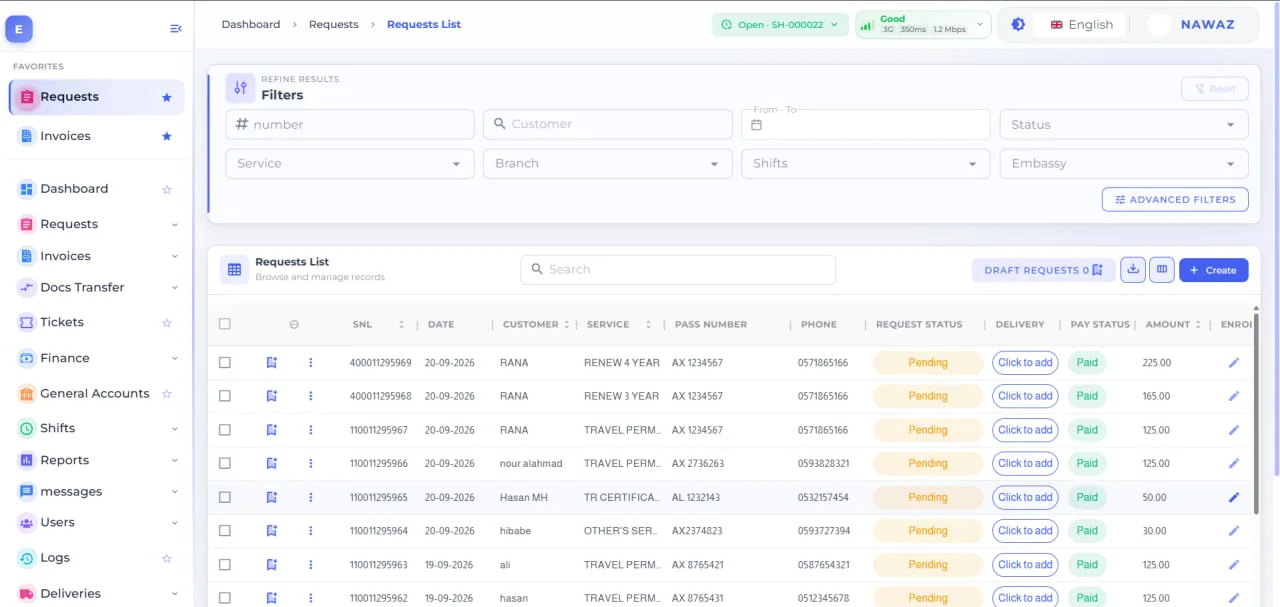 E
Dashboard > Requests > Requests List
Open · SH-000022
Good
3G 350ms 1.2 Mbps
English
NAWAZ
FAVORITES
Requests
Invoices
Dashboard
Requests
Invoices
Docs Transfer
Tickets
Finance
General Accounts
Shifts
Reports
messages
Users
Logs
Deliveries
REFINE RESULTS
Filters
Reset
# number
Customer
From - To
Status
Service
Branch
Shifts
Embassy
ADVANCED FILTERS
Requests List
Browse and manage records
Search
DRAFT REQUESTS 0
+ Create
SNL DATE CUSTOMER SERVICE PASS NUMBER PHONE REQUEST STATUS DELIVERY PAY STATUS AMOUNT ENROL
400011295969 20-09-2026 RANA RENEW 4 YEAR AX 1234567 0571865166 Pending Click to add Paid 225.00
400011295968 20-09-2026 RANA RENEW 3 YEAR AX 1234567 0571865166 Pending Click to add Paid 165.00
110011295967 20-09-2026 RANA TRAVEL PERM... AX 1234567 0571865166 Pending Click to add Paid 125.00
110011295966 20-09-2026 nour alahmad TRAVEL PERM... AX 2736263 0593828321 Pending Click to add Paid 125.00
110011295965 20-09-2026 Hasan MH TR CERTIFICA... AL 1232143 0532157454 Pending Click to add Paid 50.00
110011295964 20-09-2026 hibabe OTHER'S SER... AX2374823 0593727394 Pending Click to add Paid 30.00
110011295963 19-09-2026 ali TRAVEL PERM... AX 8765421 0587654321 Pending Click to add Paid 125.00
110011295962 19-09-2026 hasan TRAVEL PERM... AX 8765431 0512345678 Pending Click to add Paid 125.00